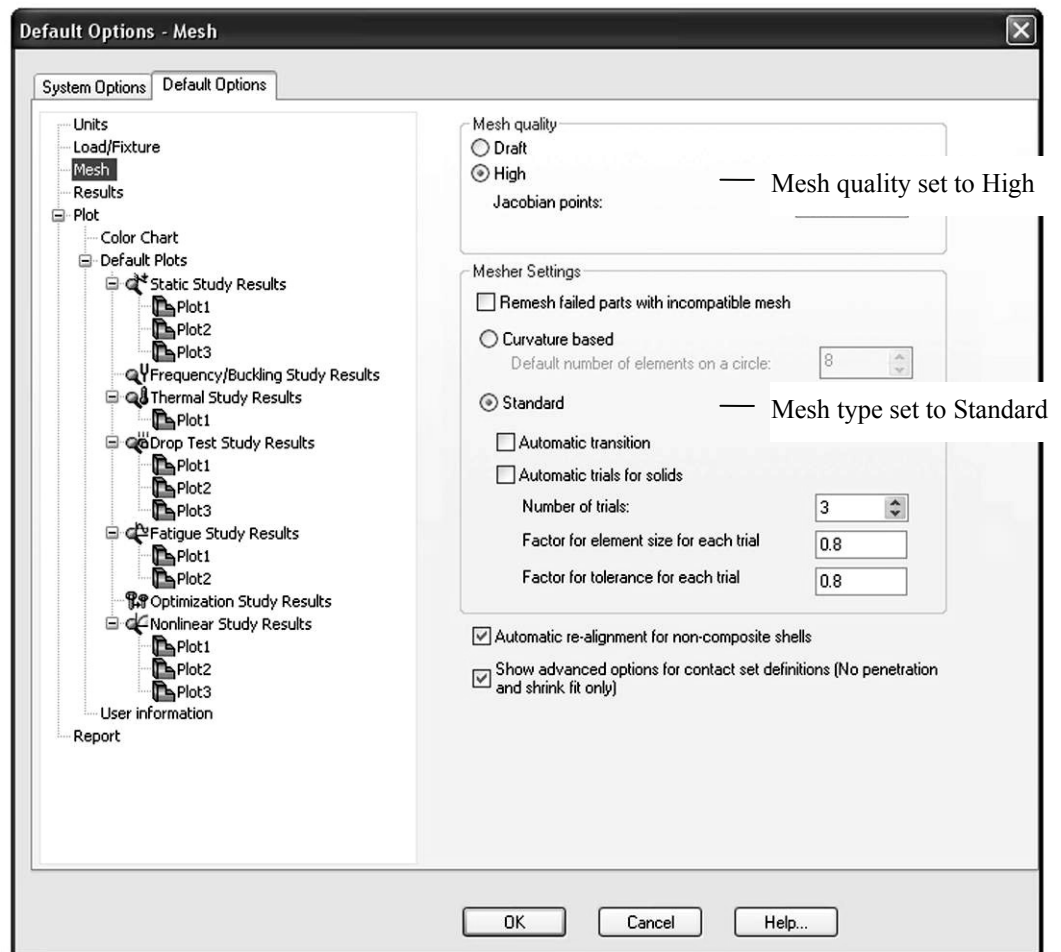 Default Options - Mesh
System Options
Default Options
Units
Load/Fixture
Mesh
Results
Plot
Color Chart
Default Plots
Static Study Results
Plot1
Plot2
Plot3
Frequency/Buckling Study Results
Thermal Study Results
Plot1
Drop Test Study Results
Plot1
Plot2
Plot3
Fatigue Study Results
Plot1
Plot2
Optimization Study Results
Nonlinear Study Results
Plot1
Plot2
Plot3
User information
Report
Mesh quality
Draft
High
Mesh quality set to High
Jacobian points:
Mesher Settings
Remesh failed parts with incompatible mesh
Curvature based
Default number of elements on a circle: 8
Standard
Mesh type set to Standard
Automatic transition
Automatic trials for solids
Number of trials: 3
Factor for element size for each trial 0.8
Factor for tolerance for each trial 0.8
Automatic re-alignment for non-composite shells
Show advanced options for contact set definitions (No penetration
and shrink fit only)
OK Cancel Help...